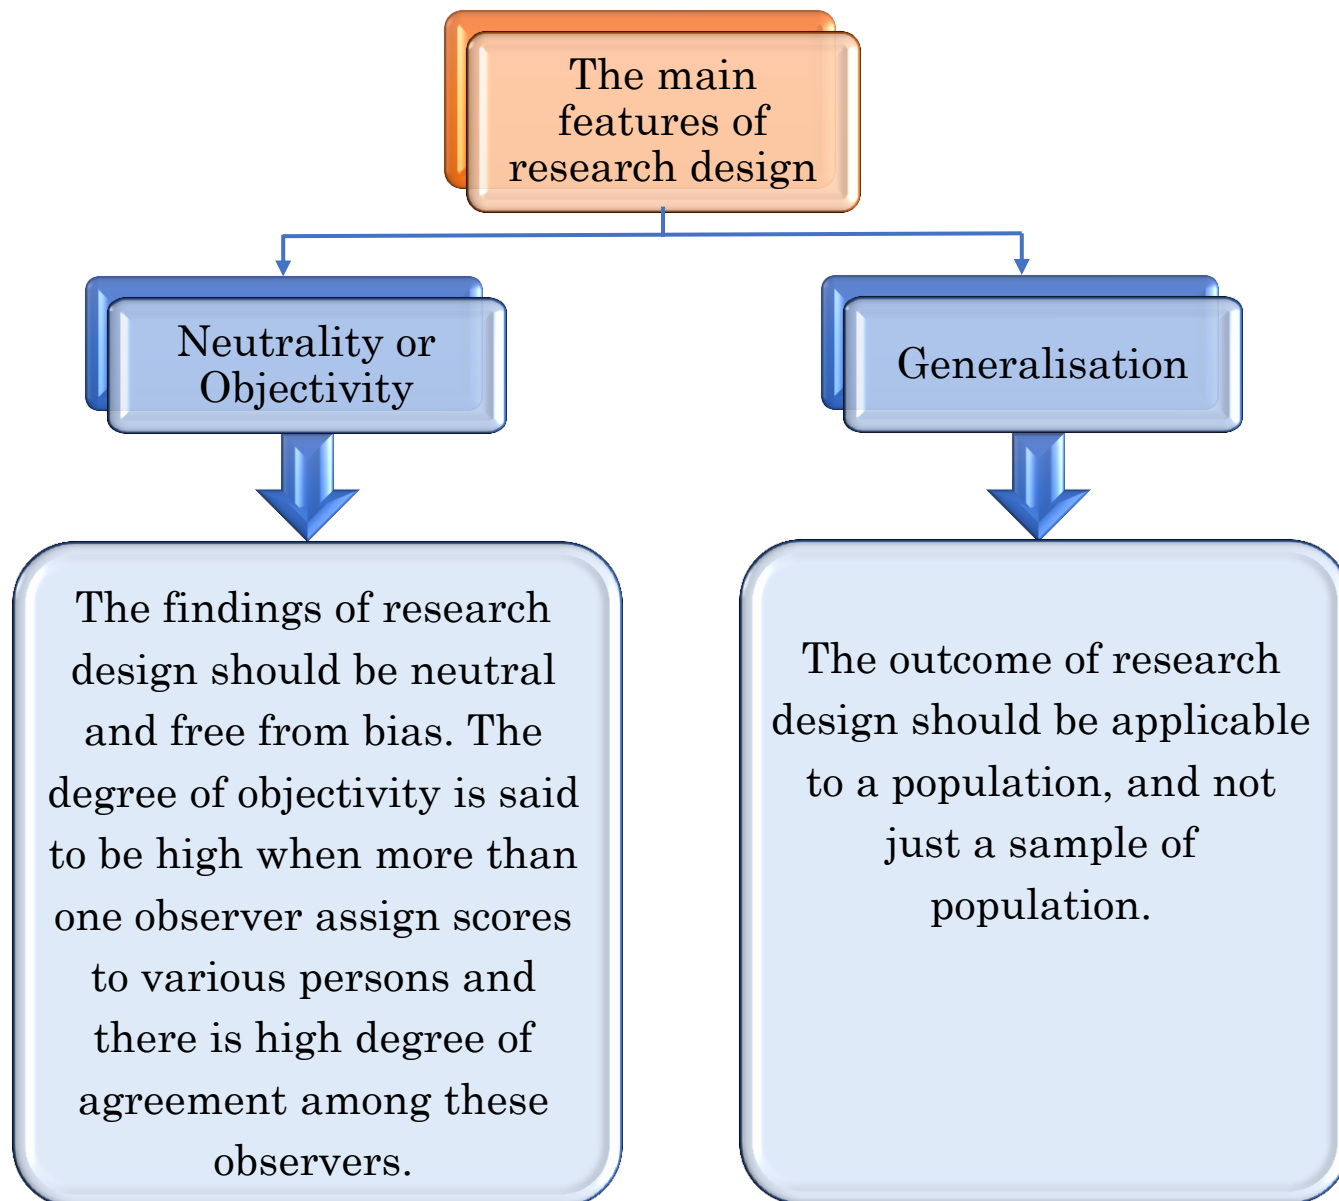 The main
features of
research design
Neutrality or
Objectivity
Generalisation
The findings of research
design should be neutral
and free from bias. The
degree of objectivity is said
to be high when more than
one observer assign scores
to various persons and
there is high degree of
agreement among these
observers.
The outcome of research
design should be applicable
to a population, and not
just a sample of
population.